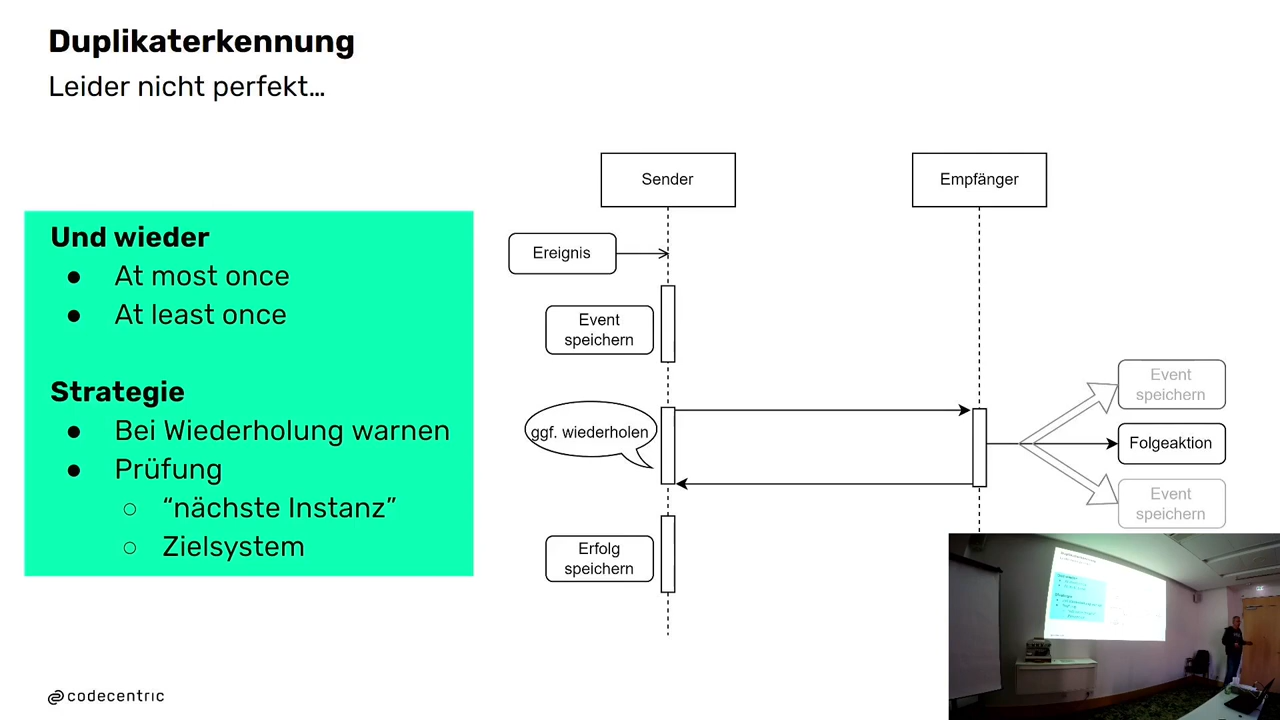 Duplikaterkennung
Leider nicht perfekt…
Und wieder
● At most once
● At least once
Strategie
● Bei Wiederholung warnen
● Prüfung
○ “nächste Instanz”
○ Zielsystem
Sender
Empfänger
Ereignis
Event
speichern
ggf. wiederholen
Event
speichern
Folgeaktion
Event
speichern
Erfolg
speichern
codecentric